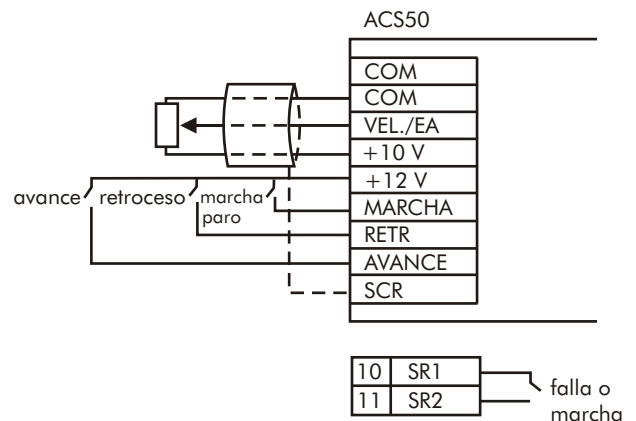 ACS50
COM
COM
VEL./EA
+10 V
+12 V
MARCHA
RETR
AVANCE
SCR
avance
retroceso
marcha
paro
10 SR1
11 SR2
falla o
marcha